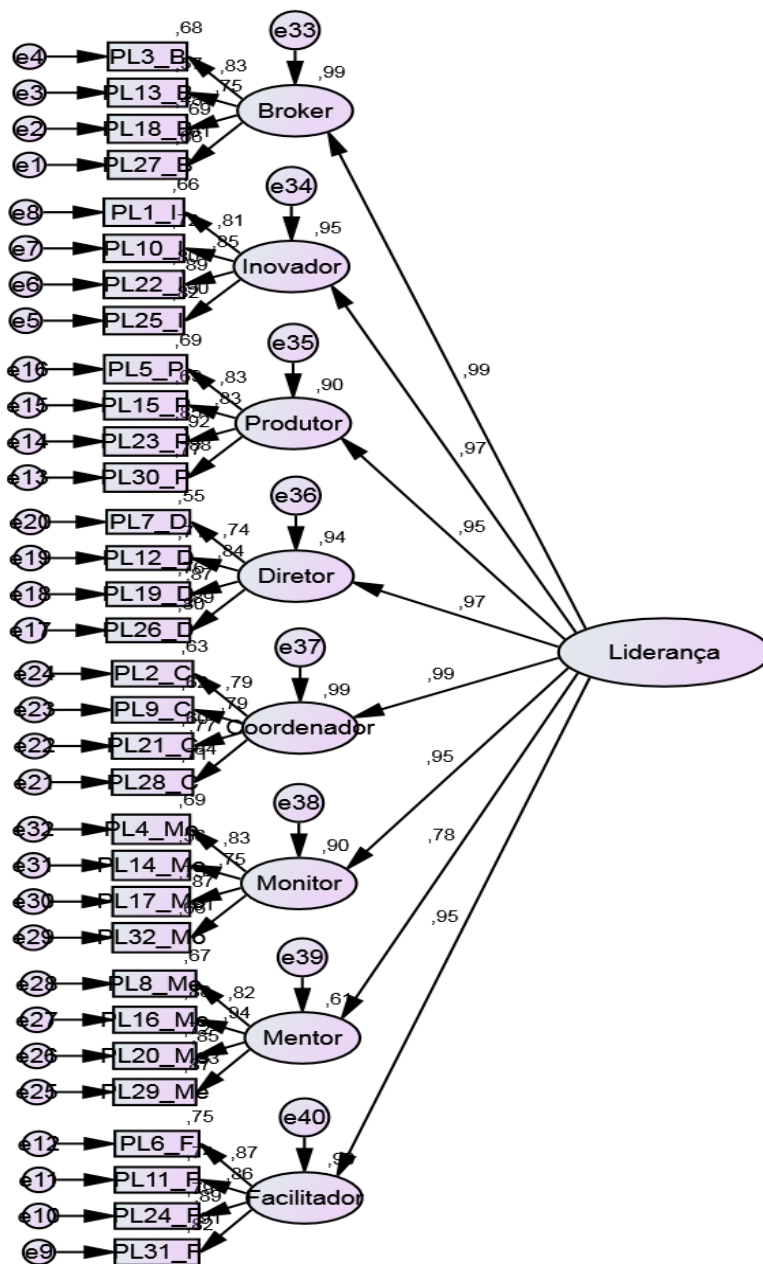 ,68
e33
e4
PL3_B
,83
,99
e3
PL13_B
,75
Broker
e2
PL18_B
,69
e1
PL27_B
,66
e34
e8
PL1_I
,81
,95
e7
PL10_I
,85
Inovador
e6
PL22_I
,89
e5
PL25_I
,69
e35
e16
PL5_P
,83
,90
,99
e15
PL15_P
,83
Produtor
e14
PL23_P
,92
,97
e13
PL30_P
,55
e36
e20
PL7_D
,74
,94
,95
e19
PL12_D
,84
Diretor
e18
PL19_D
,87
,97
e17
PL26_D
,63
e37
Liderança
e24
PL2_C
,79
,99
,99
e23
PL9_C
,79
Coordenador
e22
PL21_C
,77
e21
PL28_C
,95
,69
e38
e32
PL4_Mo
,83
,90
,78
e31
PL14_Mo
,75
Monitor
e30
PL17_Mo
,87
e29
PL32_Mo
,95
,67
e39
e28
PL8_Me
,82
,61
e27
PL16_Me
,94
Mentor
e26
PL20_Me
,85
e25
PL29_Me
,75
e40
e12
PL6_F
,87
e11
PL11_F
,86
Facilitador
e10
PL24_F
,89
e9
PL31_F